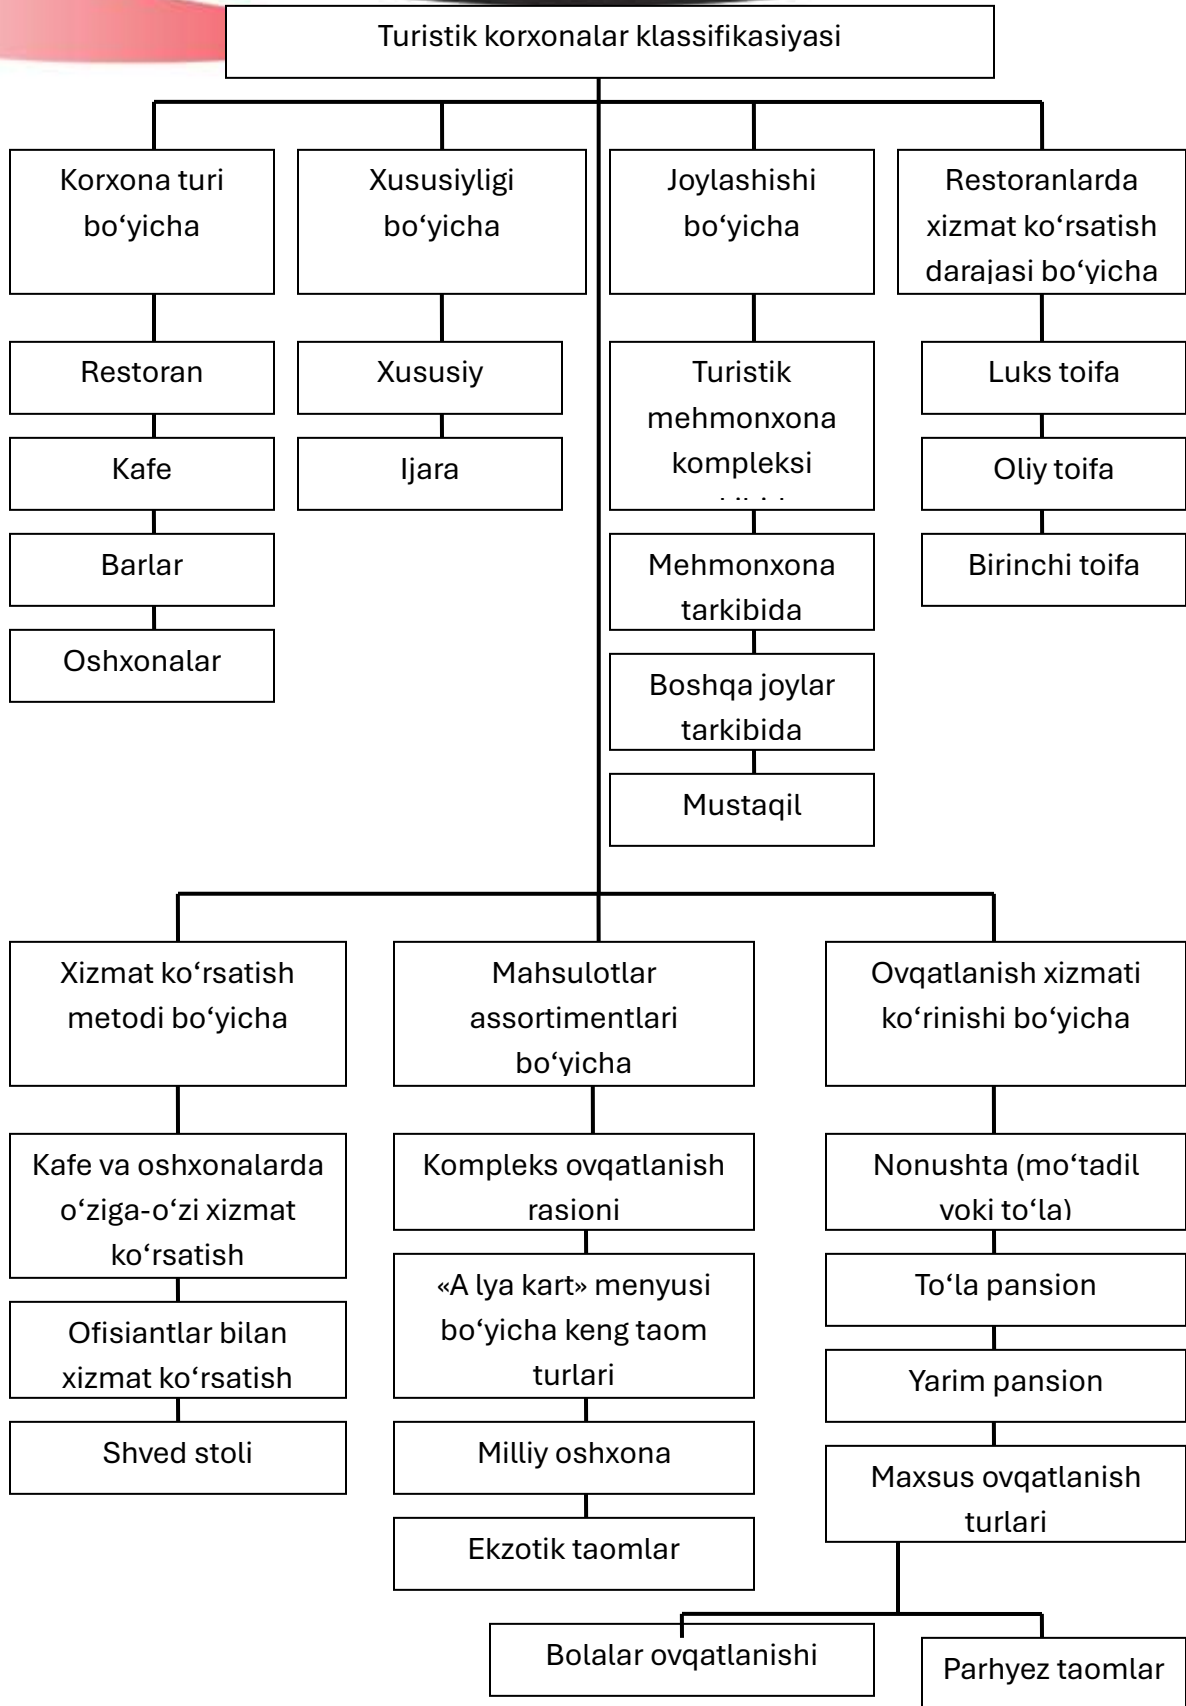 Turistik korxonalar klassifikasiyasi
Korxona turi
bo‘yicha
Xususiyligi
bo‘yicha
Joylashishi
bo‘yicha
Restoranlarda
xizmat ko‘rsatish
darajasi bo‘yicha
Restoran
Kafe
Barlar
Oshxonalar
Xususiy
Ijara
Turistik
mehmonxona
kompleksi
Mehmonxona
tarkibida
Boshqa joylar
tarkibida
Mustaqil
Luks toifa
Oliy toifa
Birinchi toifa
Xizmat ko‘rsatish
metodi bo‘yicha
Mahsulotlar
assortimentlari
bo‘yicha
Ovqatlanish xizmati
ko‘rinishi bo‘yicha
Kafe va oshxonalarda
o‘ziga-o‘zi xizmat
ko‘rsatish
Ofisiantlar bilan
xizmat ko‘rsatish
Shved stoli
Kompleks ovqatlanish
rasioni
«A lya kart» menyusi
bo‘yicha keng taom
turlari
Milliy oshxona
Ekzotik taomlar
Nonushta (mo‘tadil
yoki to‘la)
To‘la pansion
Yarim pansion
Maxsus ovqatlanish
turlari
Bolalar ovqatlanishi
Parhyez taomlar